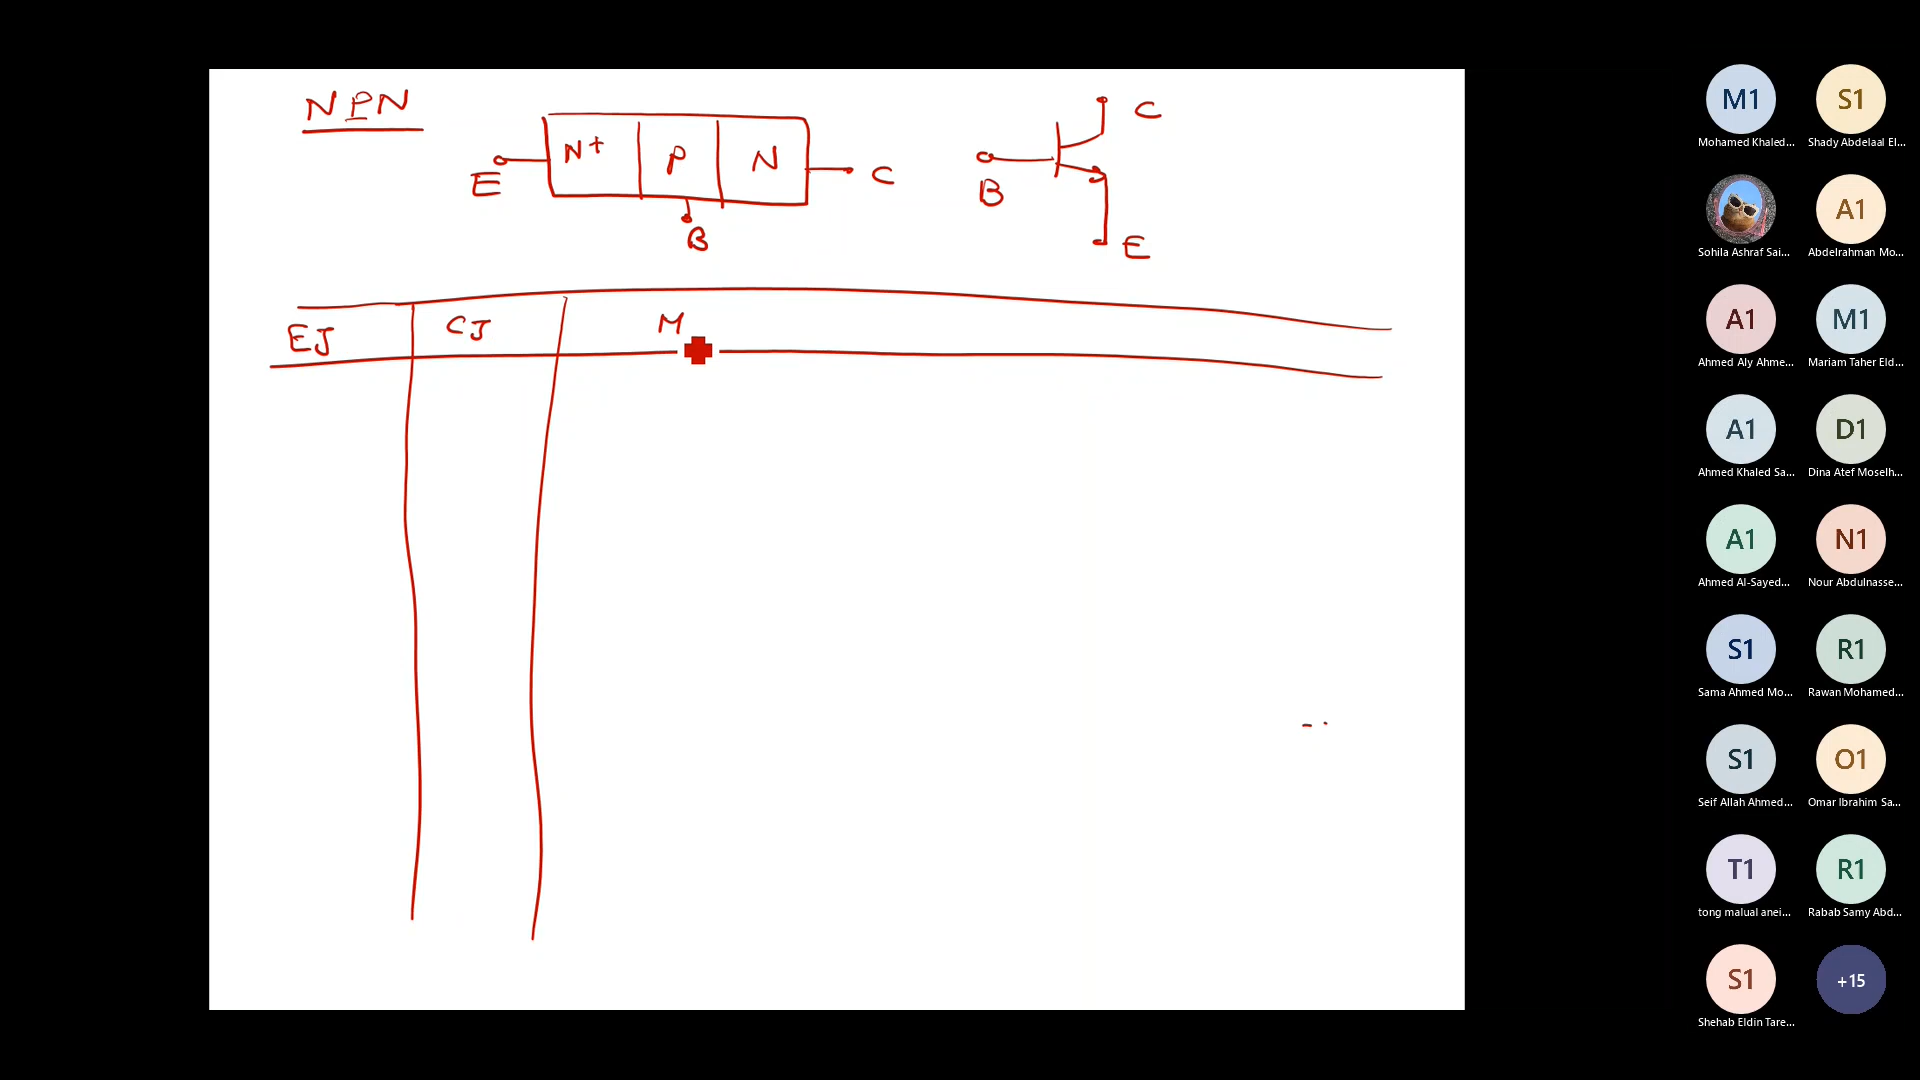 NPN
N+ P N
E
C
B
C
B
E
EJ CJ M
M1 S1
Mohamed Khaled... Shady Abdelaal El...
A1
Sohila Ashraf Sai... Abdelrahman Mo...
A1 M1
Ahmed Aly Ahme... Mariam Taher Eld...
A1 D1
Ahmed Khaled Sa... Dina Atef Moselh...
A1 N1
Ahmed Al-Sayed... Nour Abdulnasse...
S1 R1
Sama Ahmed Mo... Rawan Mohamed...
S1 O1
Seif Allah Ahmed... Omar Ibrahim Sa...
T1 R1
tong malual anei... Rabab Samy Abd...
S1 +15
Shehab Eldin Tare...